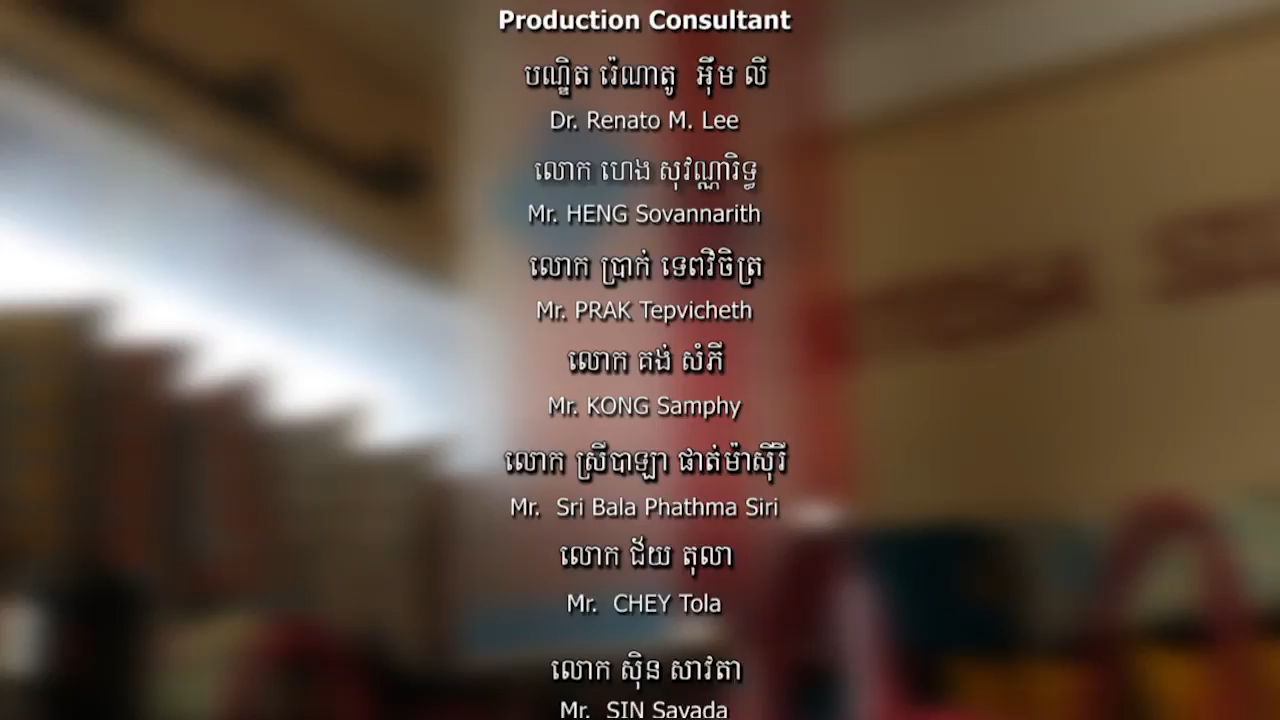 Production Consultant
បណ្ឌិត រ៉េណាតូ អ៊ឹម លី
Dr. Renato M. Lee
លោក ហេង សុវណ្ណារិទ្ធ
Mr. HENG Sovannarith
លោក ប្រាក់ ទេពវិចិត្រ
Mr. PRAK Tepvicheth
លោក គង់ សំភី
Mr. KONG Samphy
លោក ស្រីបាឡា ផាត់ម៉ាស៊ីរី
Mr. Sri Bala Phathma Siri
លោក ជ័យ តុលា
Mr. CHEY Tola
លោក ស៊ិន សាវតា
Mr. SIN Savada